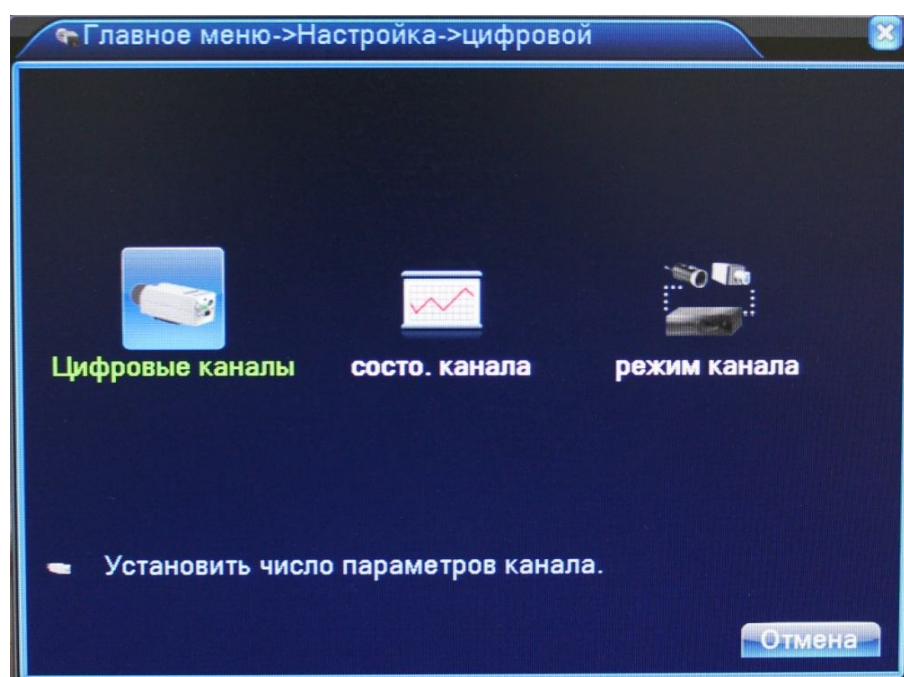 Главное меню->Настройка->цифровой
Цифровые каналы
состо. канала
режим канала
Установить число параметров канала.
Отмена